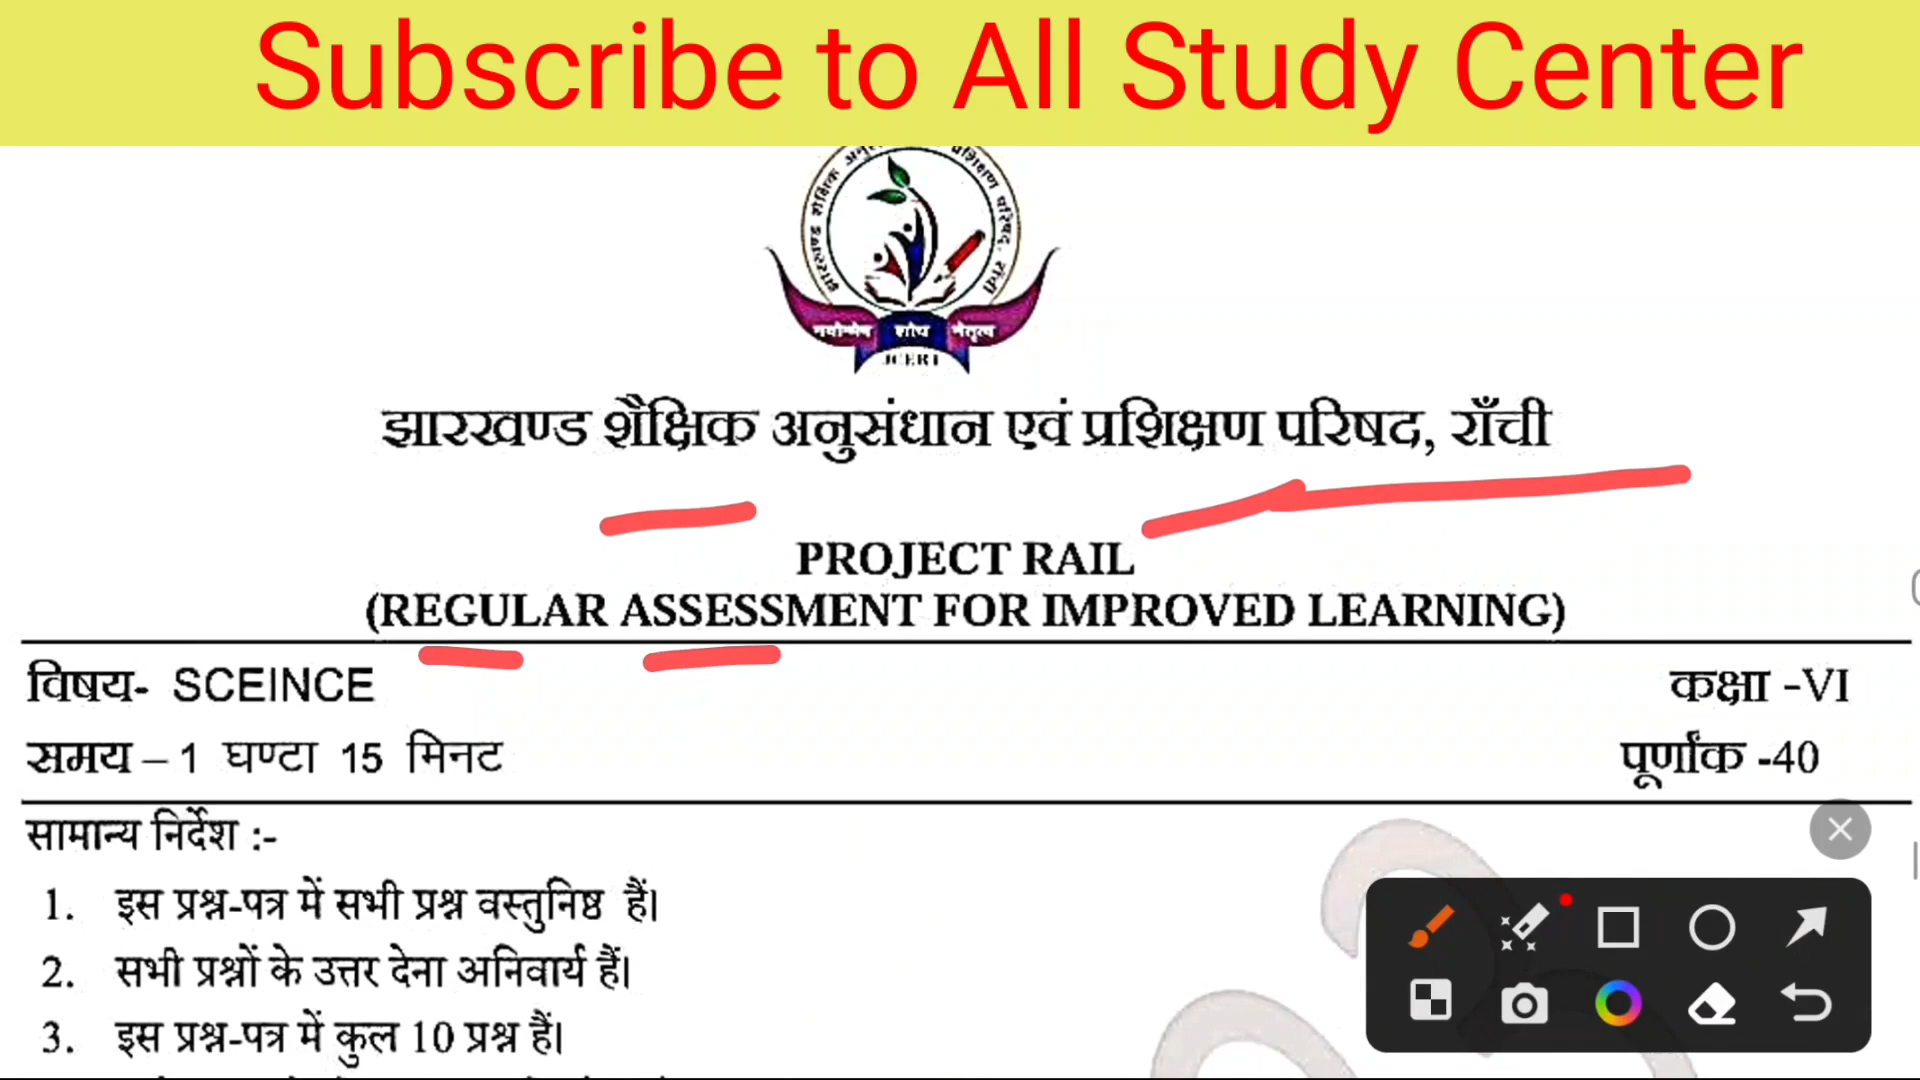 Subscribe to All Study Center
नवोन्मेष शोध नेतृत्व
JCERT
झारखण्ड शैक्षिक अनुसंधान एवं प्रशिक्षण परिषद, राँची
PROJECT RAIL
(REGULAR ASSESSMENT FOR IMPROVED LEARNING)
विषय- SCEINCE
कक्षा -VI
समय – 1 घण्टा 15 मिनट
पूर्णांक -40
सामान्य निर्देश :-
1. इस प्रश्न-पत्र में सभी प्रश्न वस्तुनिष्ठ हैं।
2. सभी प्रश्नों के उत्तर देना अनिवार्य हैं।
3. इस प्रश्न-पत्र में कुल 10 प्रश्न हैं।